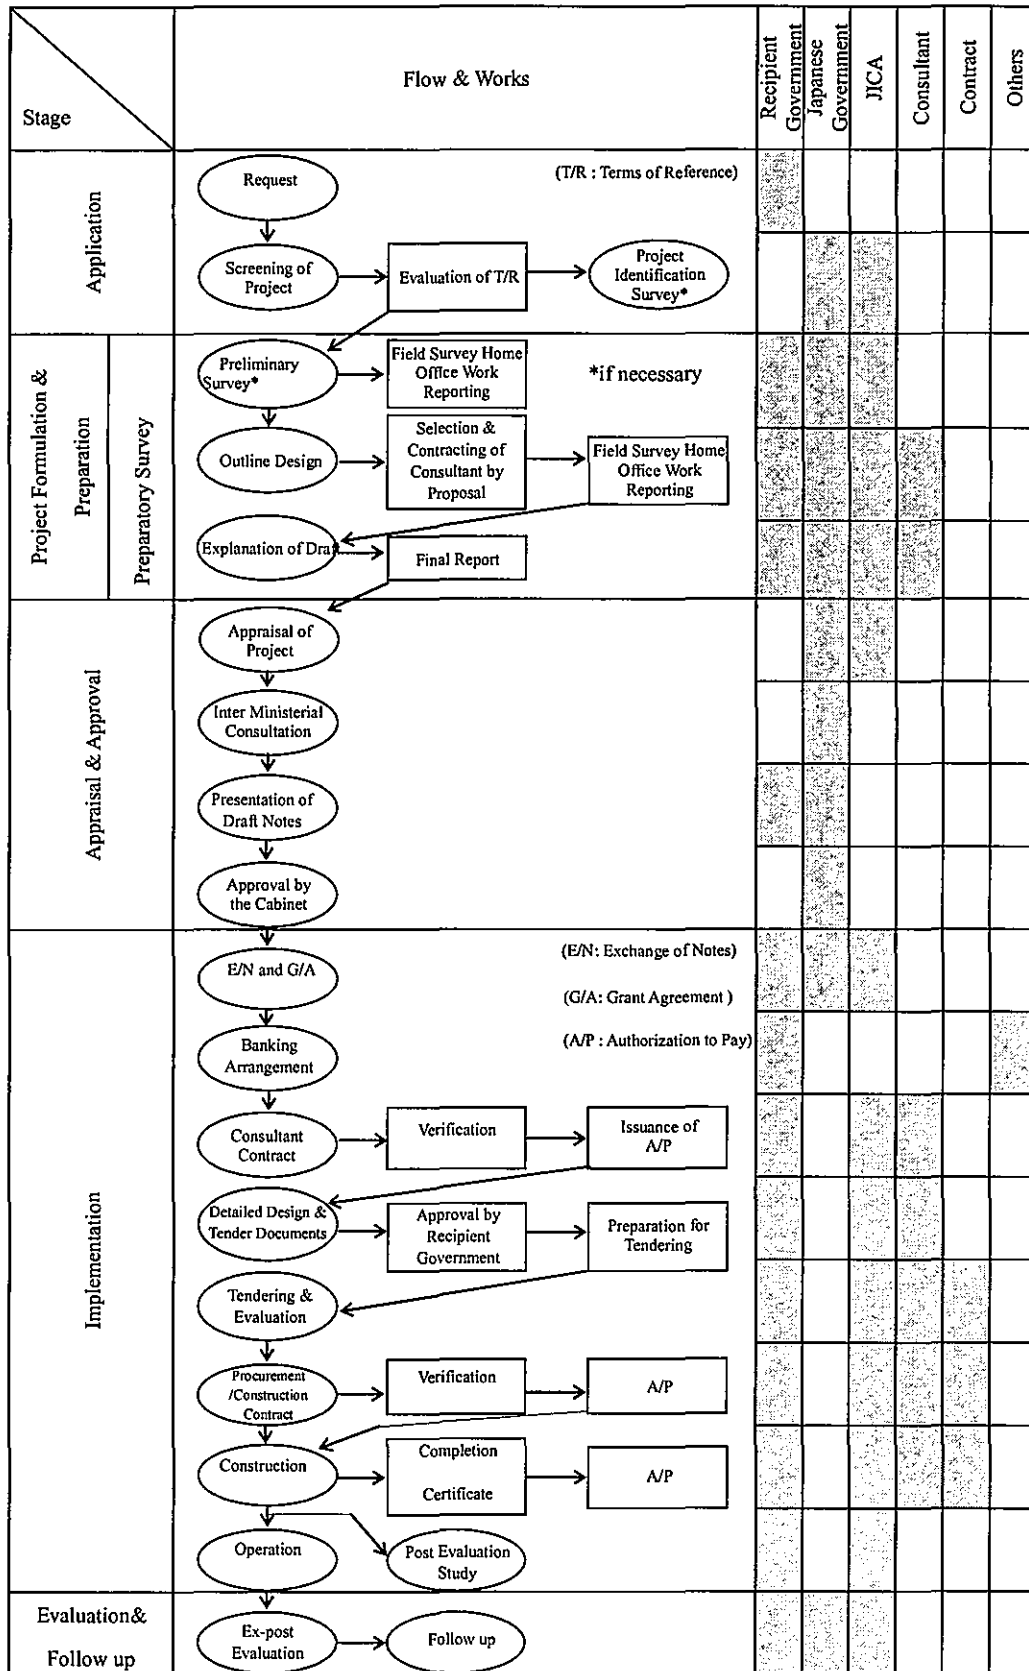 Stage
Flow & Works
Recipient
Government
Japanese
Government
JICA
Consultant
Contract
Others
Application
Request
(T/R : Terms of Reference)
Screening of
Project
Evaluation of T/R
Project
Identification
Survey*
Project Formulation &
Preparation
Preparatory Survey
Preliminary
Survey*
Field Survey Home
Office Work
Reporting
*if necessary
Outline Design
Selection &
Contracting of
Consultant by
Proposal
Field Survey Home
Office Work
Reporting
Explanation of Draft
Final Report
Appraisal & Approval
Appraisal of
Project
Inter Ministerial
Consultation
Presentation of
Draft Notes
Approval by
the Cabinet
Implementation
E/N and G/A
(E/N: Exchange of Notes)
(G/A: Grant Agreement )
Banking
Arrangement
(A/P : Authorization to Pay)
Consultant
Contract
Verification
Issuance of
A/P
Detailed Design &
Tender Documents
Approval by
Recipient
Government
Preparation for
Tendering
Tendering &
Evaluation
Procurement
/Construction
Contract
Verification
A/P
Construction
Completion
Certificate
A/P
Operation
Post Evaluation
Study
Evaluation&
Follow up
Ex-post
Evaluation
Follow up